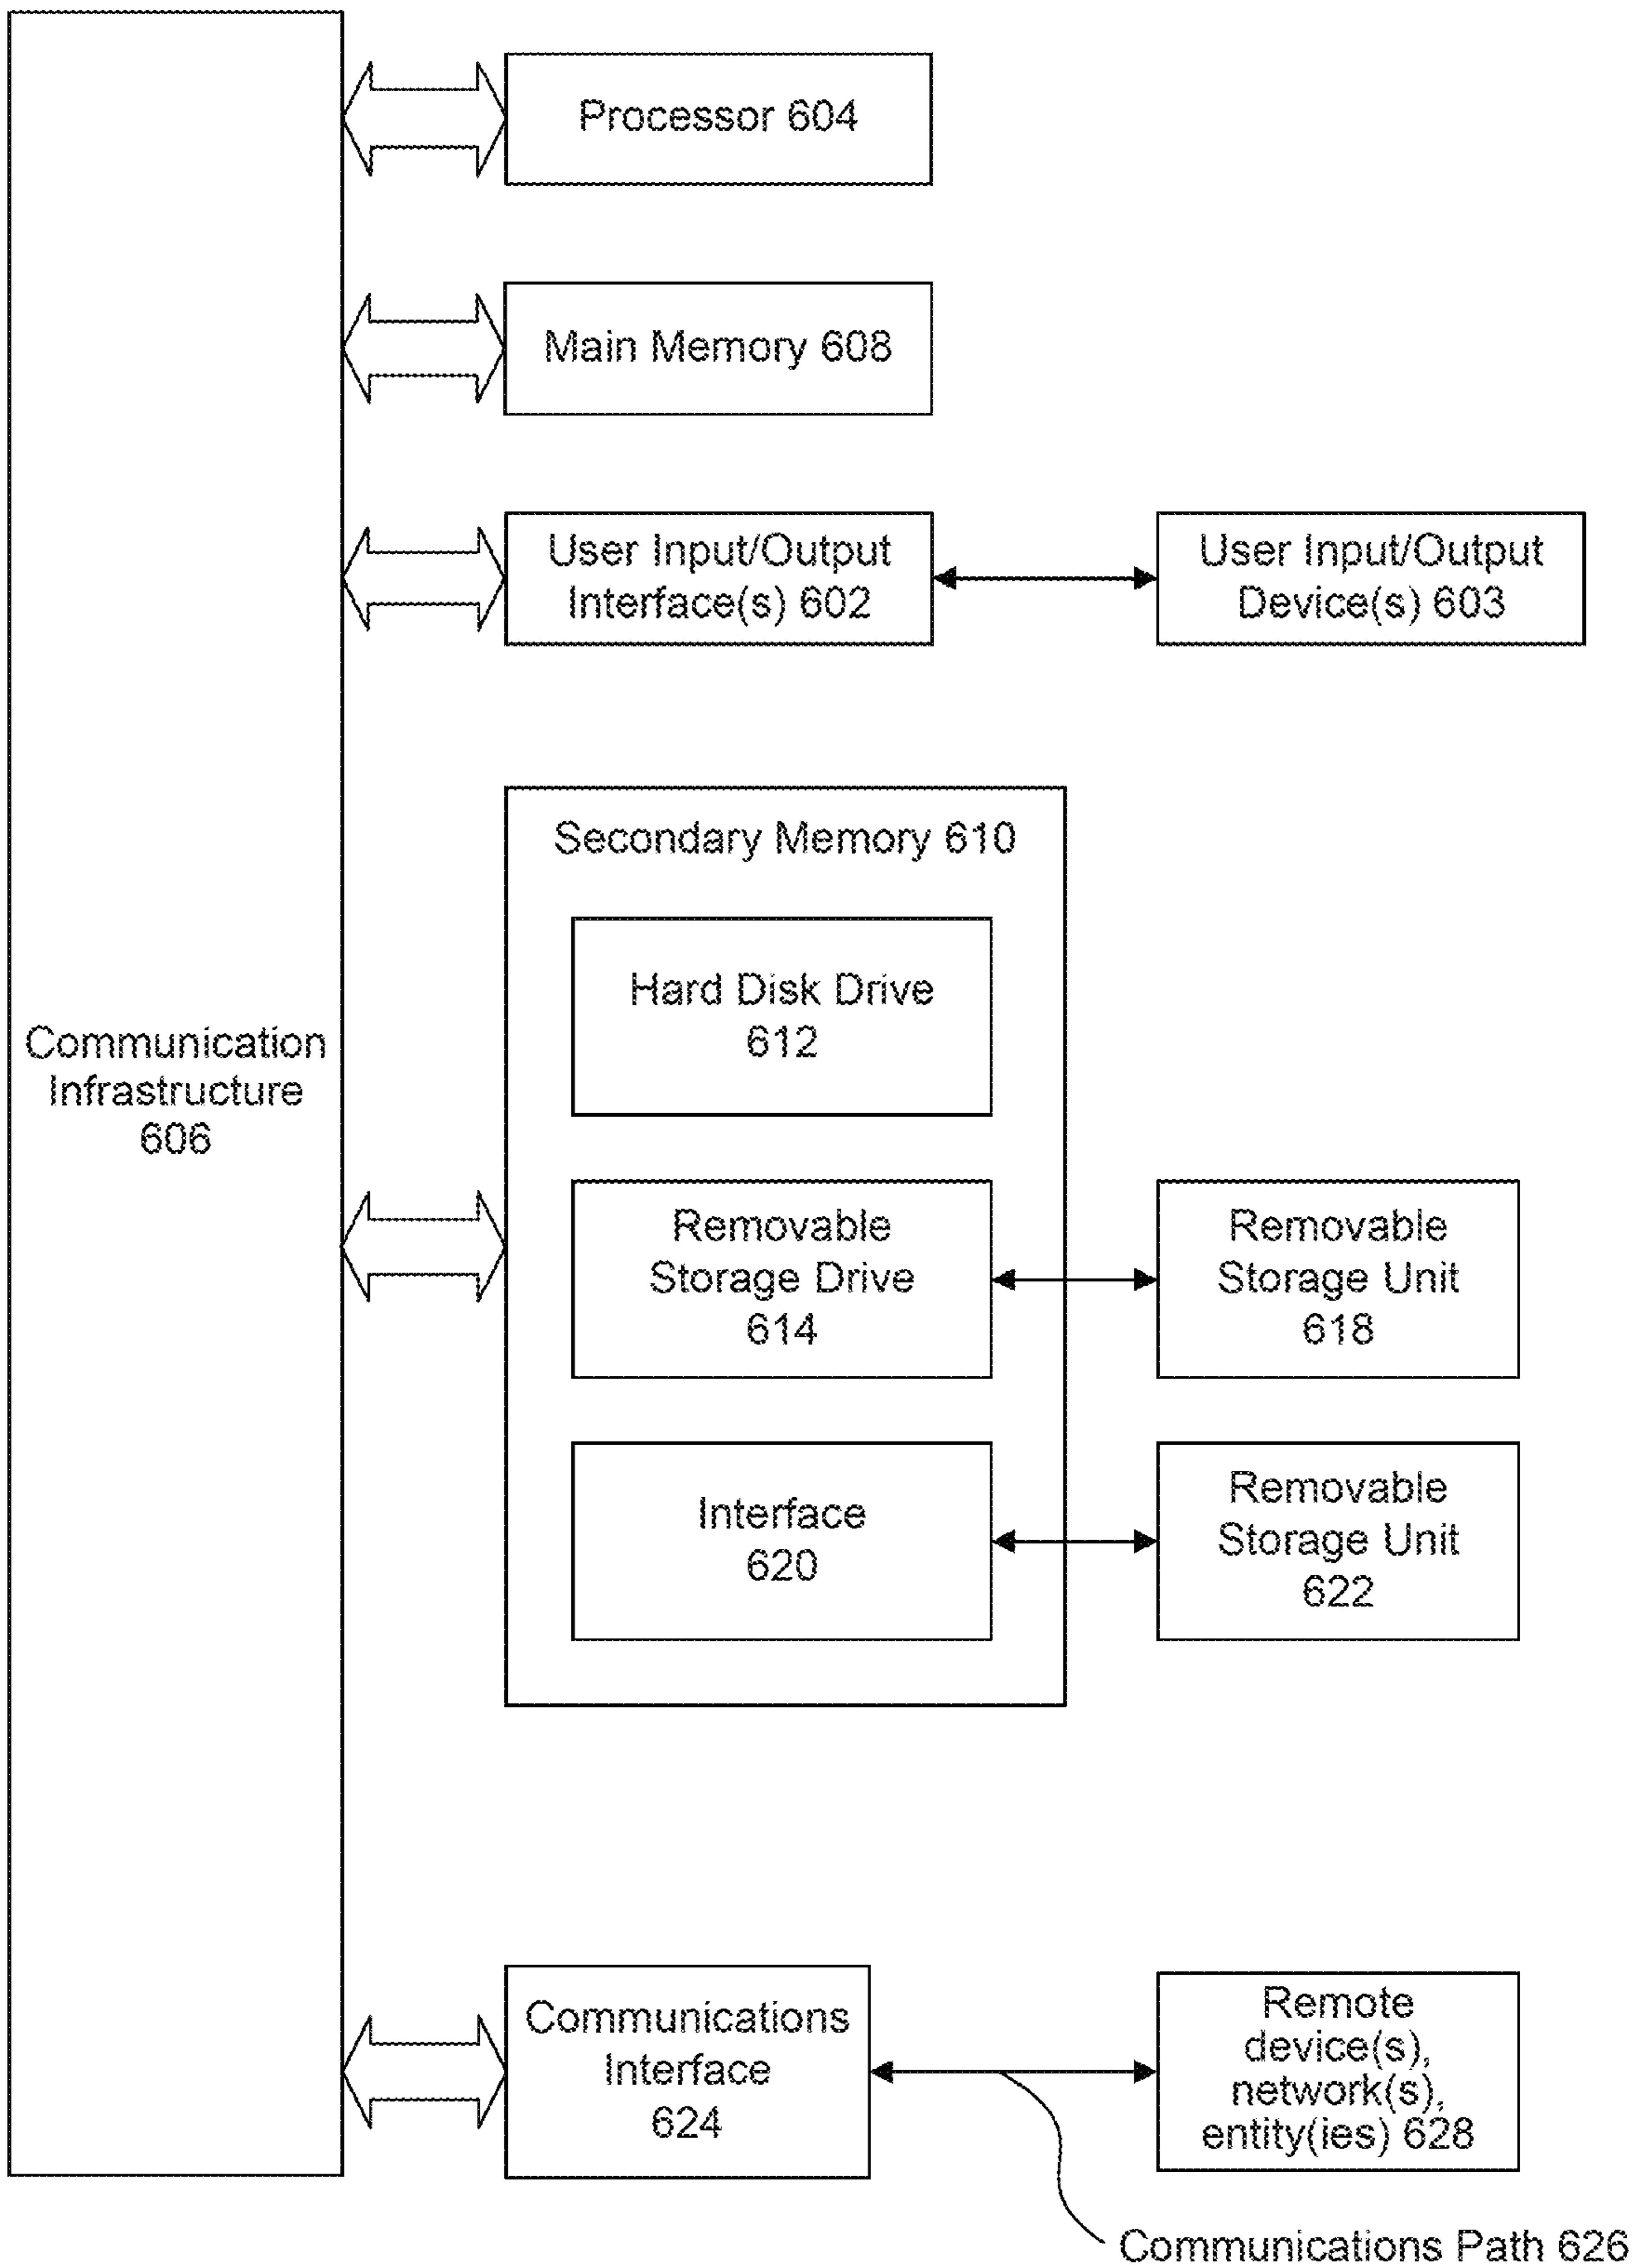 Processor 604
Main Memory 608
User Input/Output
Interface(s) 602
User Input/Output
Device(s) 603
Secondary Memory 610
Hard Disk Drive
612
Communication
Infrastructure
606
Removable
Storage Drive
614
Removable
Storage Unit
618
Interface
620
Removable
Storage Unit
622
Communications
Interface
624
Remote
device(s),
network(s),
entity(ies) 628
Communications Path 626